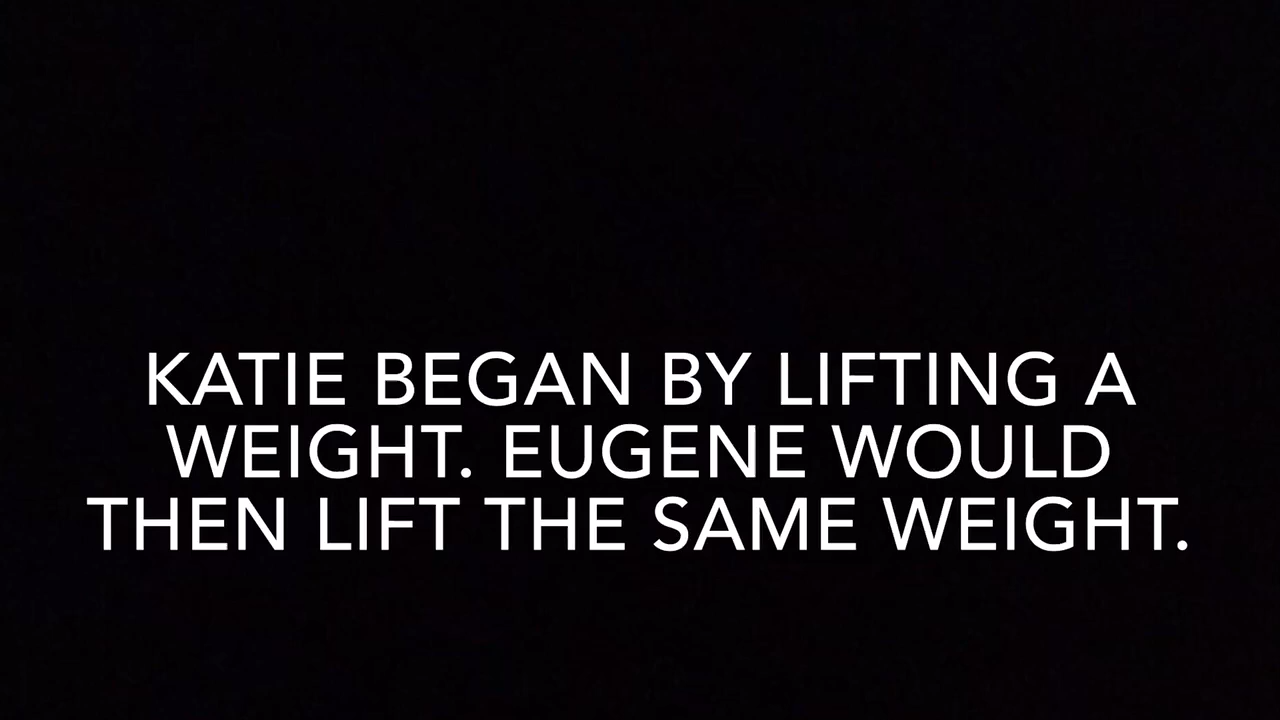 KATIE BEGAN BY LIFTING A
WEIGHT. EUGENE WOULD
THEN LIFT THE SAME WEIGHT.